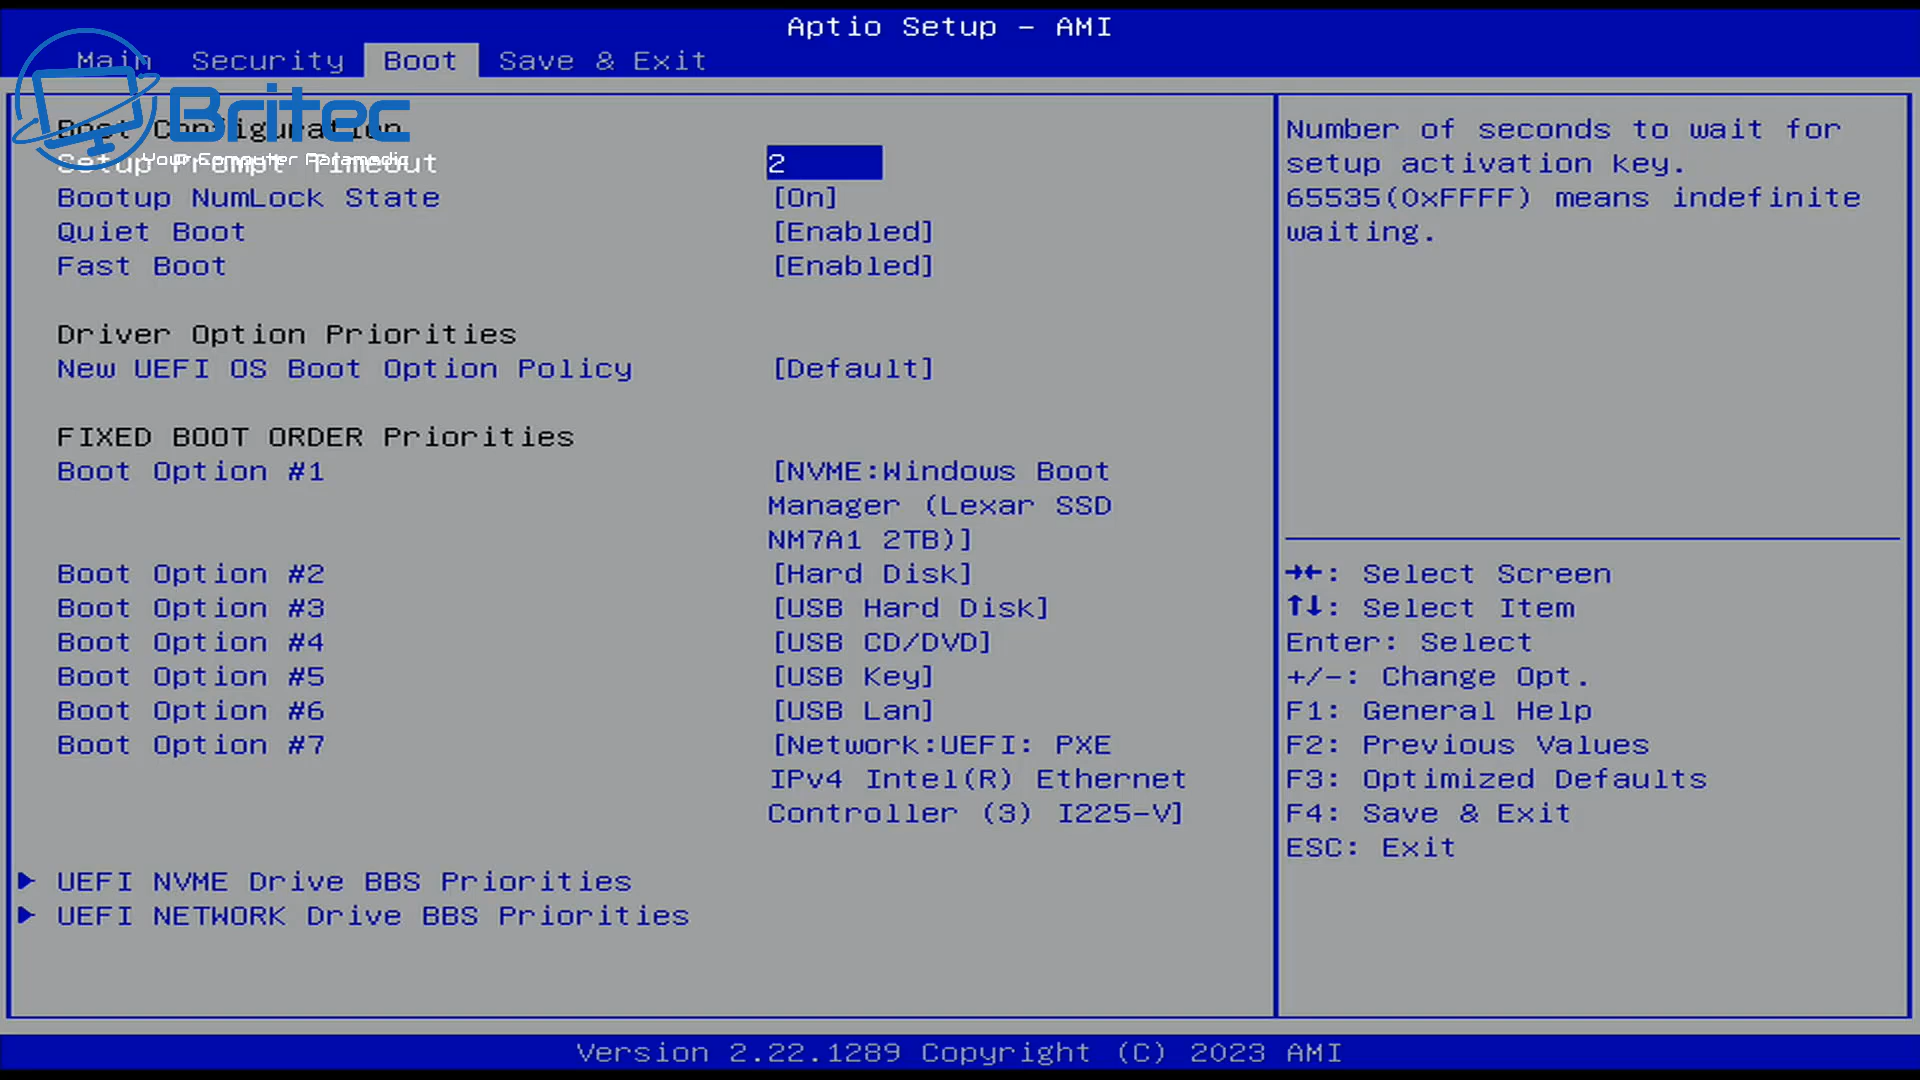 Aptio Setup - AMI
Main Security Boot Save & Exit
Britec
Your Computer Paramedic
Boot Configuration
Setup Prompt Timeout 2
Bootup NumLock State [On]
Quiet Boot [Enabled]
Fast Boot [Enabled]
Driver Option Priorities
New UEFI OS Boot Option Policy [Default]
FIXED BOOT ORDER Priorities
Boot Option #1 [NVME:Windows Boot
Manager (Lexar SSD
NM7A1 2TB)]
Boot Option #2 [Hard Disk]
Boot Option #3 [USB Hard Disk]
Boot Option #4 [USB CD/DVD]
Boot Option #5 [USB Key]
Boot Option #6 [USB Lan]
Boot Option #7 [Network:UEFI: PXE
IPv4 Intel(R) Ethernet
Controller (3) I225-V]
UEFI NVME Drive BBS Priorities
UEFI NETWORK Drive BBS Priorities
Number of seconds to wait for
setup activation key.
65535(0xFFFF) means indefinite
waiting.
→←: Select Screen
↑↓: Select Item
Enter: Select
+/-: Change Opt.
F1: General Help
F2: Previous Values
F3: Optimized Defaults
F4: Save & Exit
ESC: Exit
Version 2.22.1289 Copyright (C) 2023 AMI